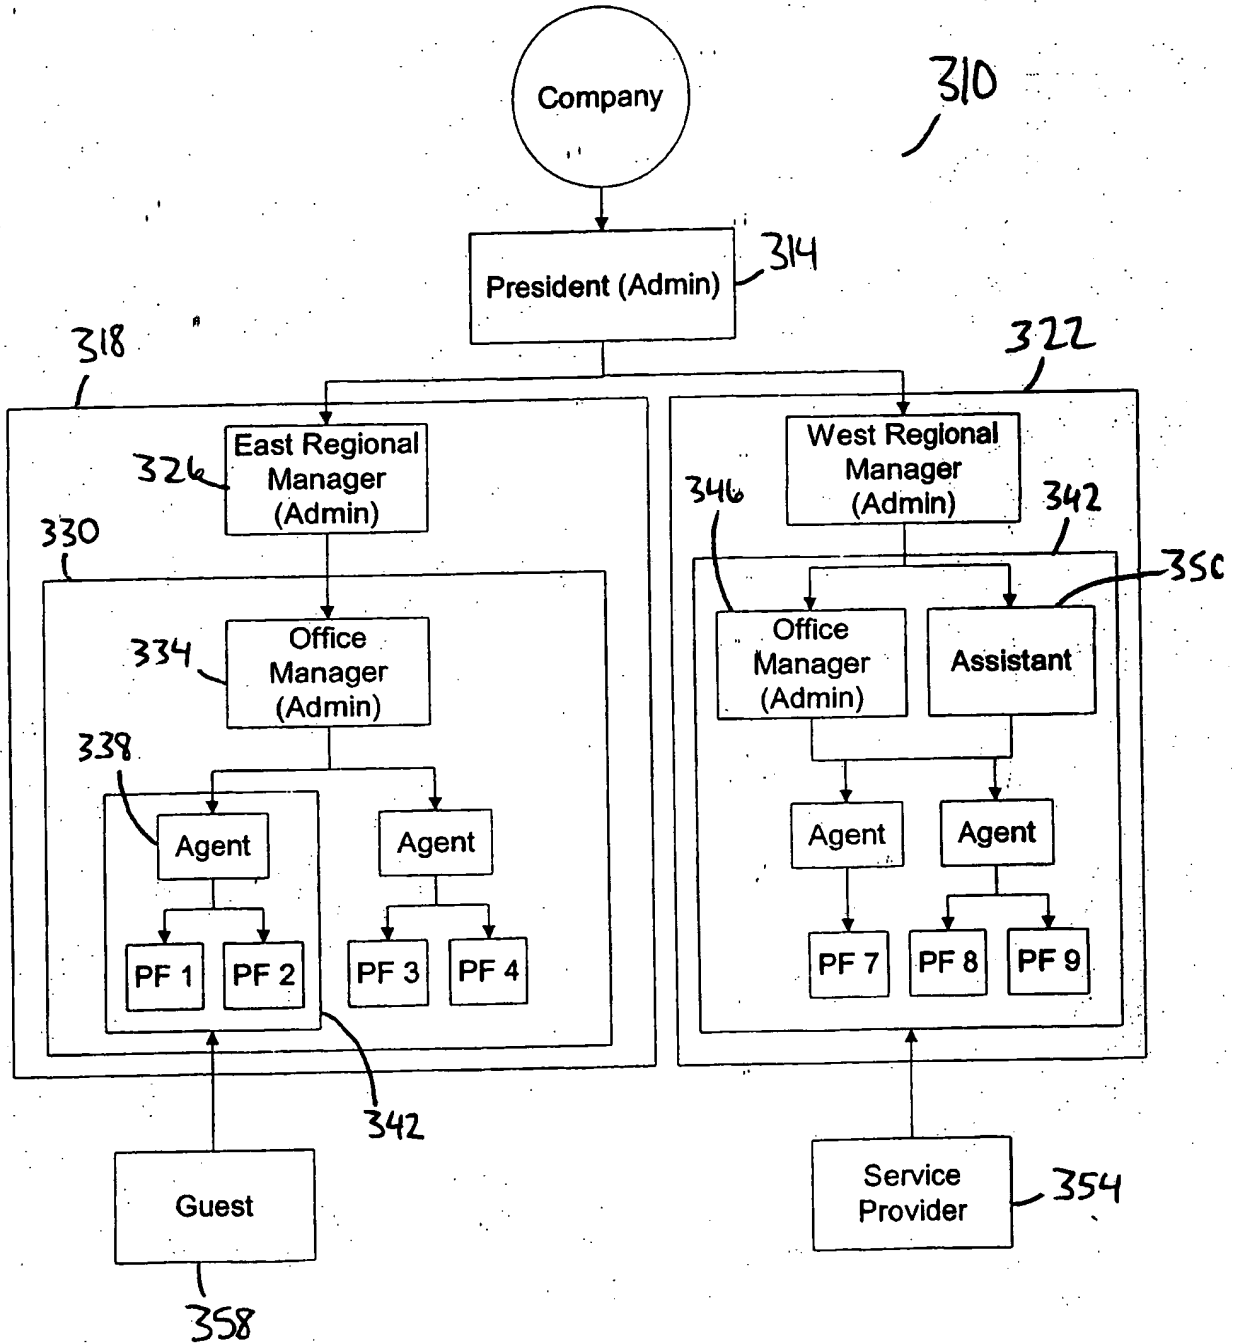 Company
310
President (Admin)
314
318
322
East Regional
Manager
(Admin)
326
West Regional
Manager
(Admin)
346
342
330
350
Office
Manager
(Admin)
334
Office
Manager
(Admin)
Assistant
338
Agent
Agent
Agent
Agent
PF 1
PF 2
PF 3
PF 4
PF 7
PF 8
PF 9
342
Guest
Service
Provider
354
358